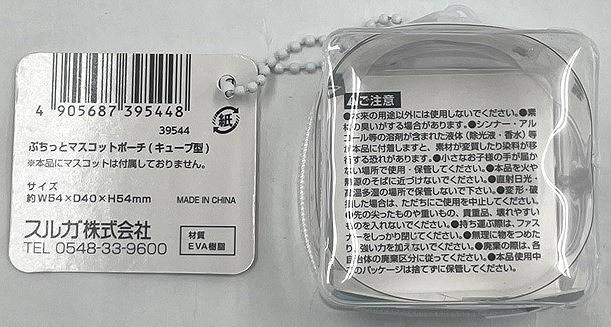 4 905687 395448
39544
紙
ぷちっとマスコットポーチ(キューブ型)
※本品にマスコットは付属しておりません。
サイズ
約W54×D40×H54mm
MADE IN CHINA
スルガ株式会社
TEL 0548-33-9600
材質
EVA樹脂
⚠ご注意
●本来の用途以外には使用しないでください。●素
材の臭いがする場合があります。●シンナー・アル
コール等の溶剤が含まれた液体(除光液・香水)等
が本品に付着しますと、素材が変質したり染料が移
行する恐れがあります。●小さなお子様の手が届か
ない場所で使用・保管してください。●本品を火や
熱源のそばに近づけないでください。●直射日光・
高温多湿の場所で保管しないで下さい。●変形・破
損した場合は、ただちにご使用を中止してください。
先の尖ったものや重いもの、貴重品、壊れやすい
ものを入れないでください。●持ち運ぶ際は、ファス
ナーをしっかり閉じてください。●無理に物をつめた
り、強い力を加えないでください。●廃棄の際は、各
自治体の廃棄区分に従ってください。●本品使用中
このパッケージは捨てずに保管してください。